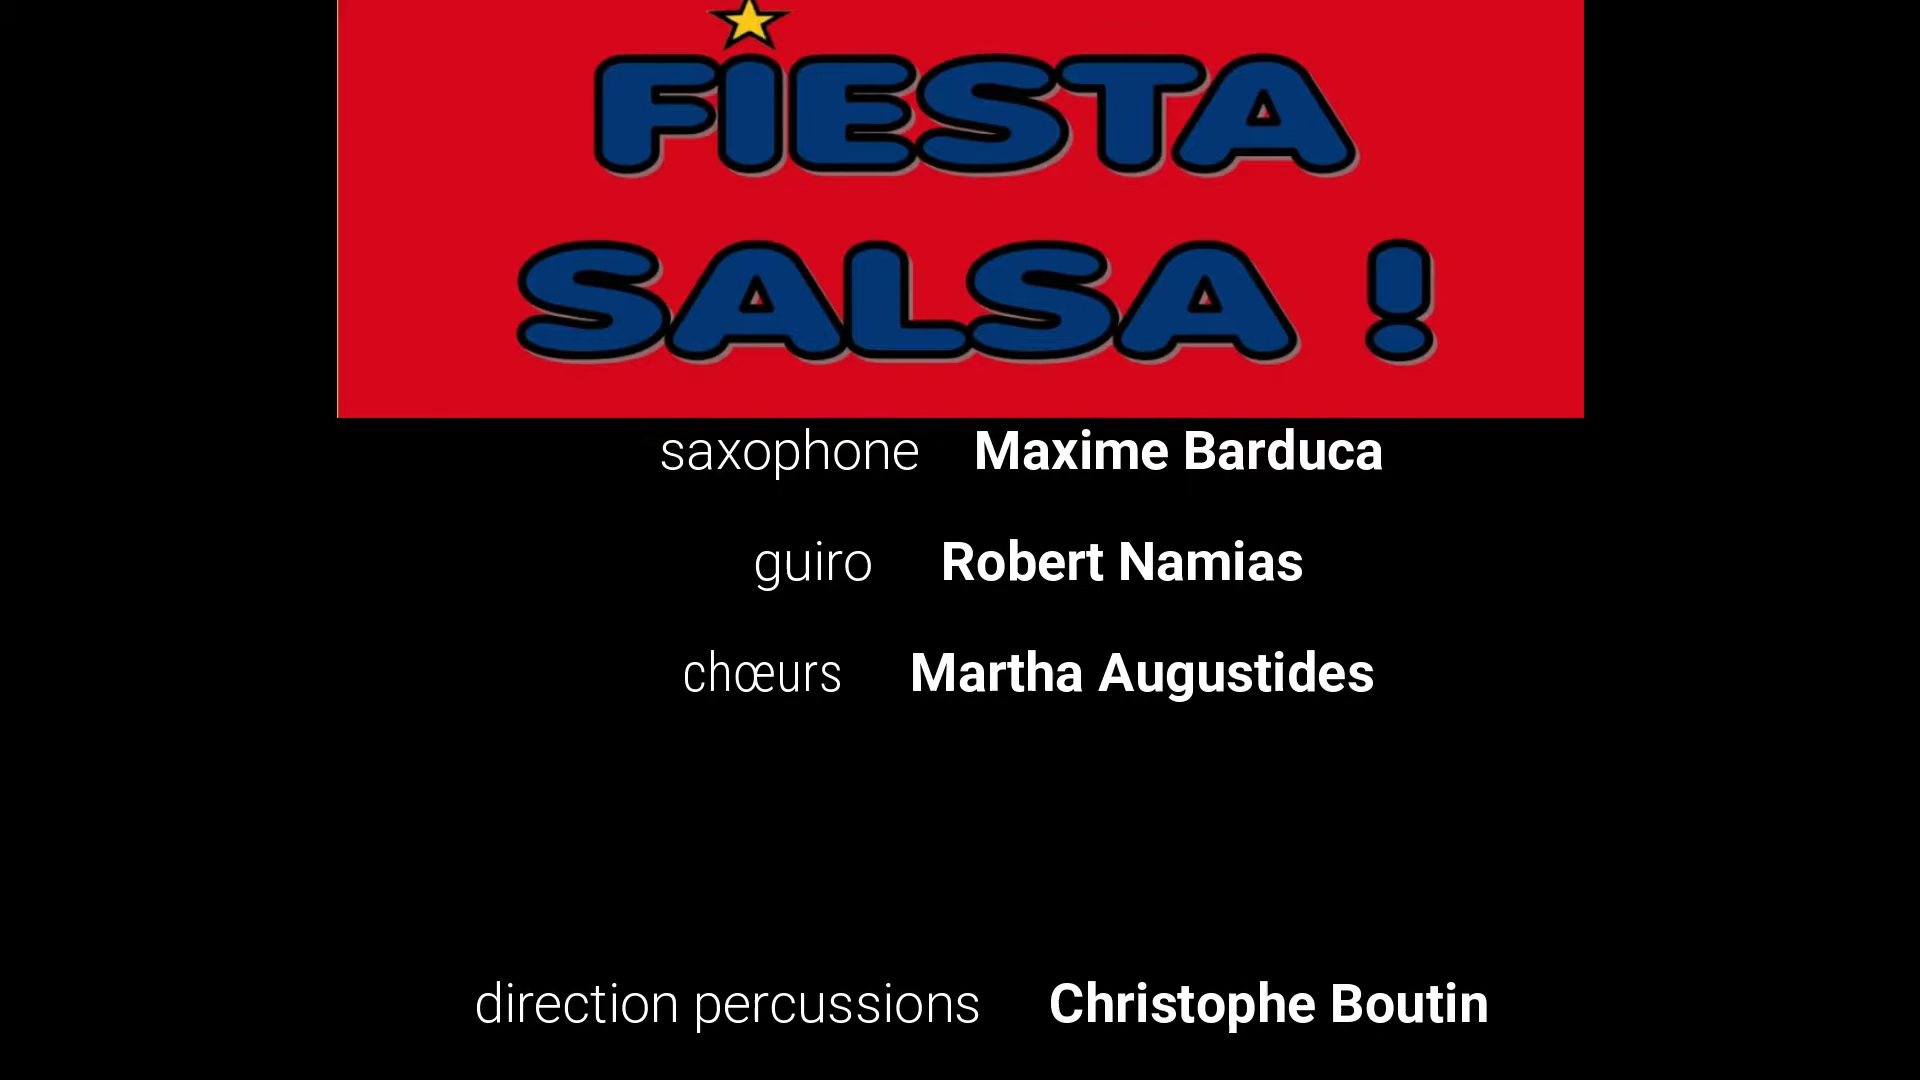 FIESTA
SALSA !
saxophone Maxime Barduca
guiro Robert Namias
chœurs Martha Augustides
direction percussions Christophe Boutin